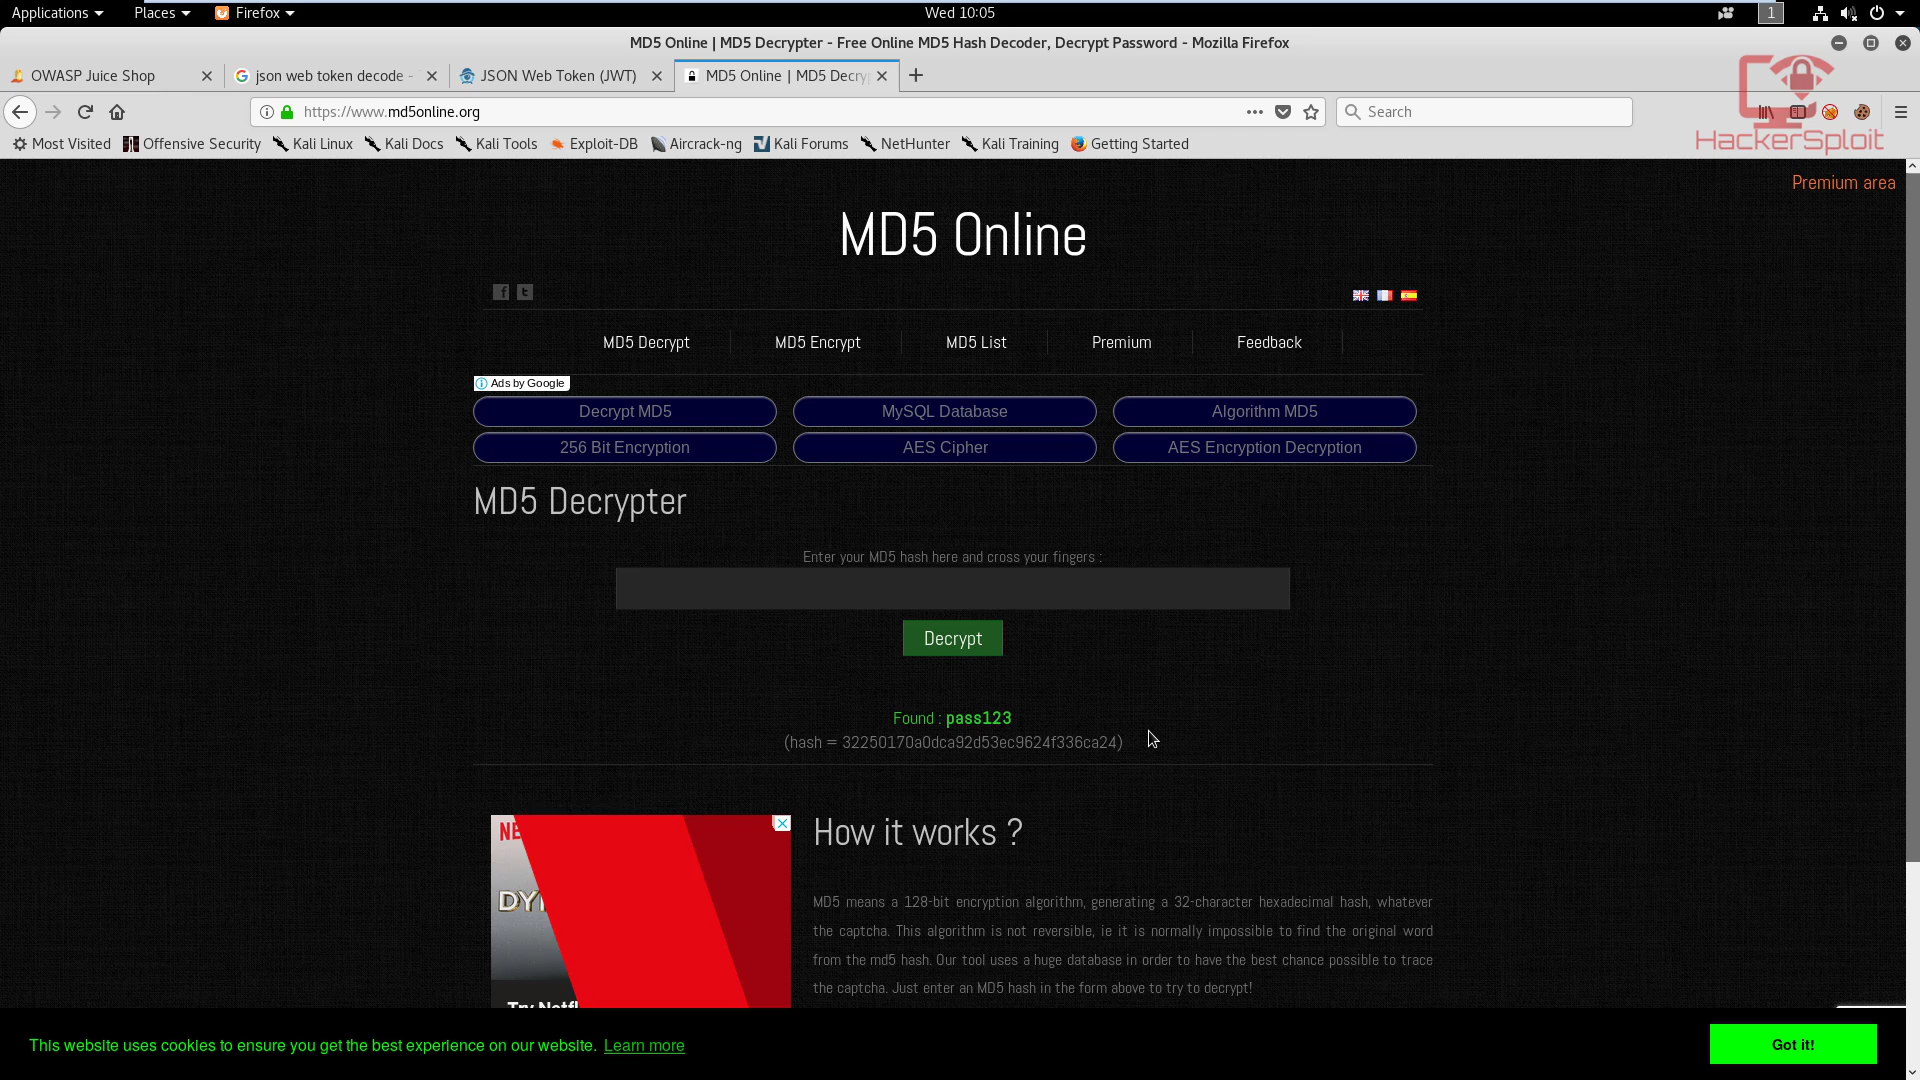 Applications Places Firefox Wed 10:05 1
MD5 Online | MD5 Decrypter - Free Online MD5 Hash Decoder, Decrypt Password - Mozilla Firefox
OWASP Juice Shop json web token decode - JSON Web Token (JWT) MD5 Online | MD5 Decry
https://www.md5online.org Search
HackerSploit
Most Visited Offensive Security Kali Linux Kali Docs Kali Tools Exploit-DB Aircrack-ng Kali Forums NetHunter Kali Training Getting Started
Premium area
MD5 Online
MD5 Decrypt MD5 Encrypt MD5 List Premium Feedback
Ads by Google
Decrypt MD5 MySQL Database Algorithm MD5
256 Bit Encryption AES Cipher AES Encryption Decryption
MD5 Decrypter
Enter your MD5 hash here and cross your fingers :
Decrypt
Found : pass123
(hash = 32250170a0dca92d53ec9624f336ca24)
NE
DY
Try Netfl
How it works ?
MD5 means a 128-bit encryption algorithm, generating a 32-character hexadecimal hash, whatever
the captcha. This algorithm is not reversible, ie it is normally impossible to find the original word
from the md5 hash. Our tool uses a huge database in order to have the best chance possible to trace
the captcha. Just enter an MD5 hash in the form above to try to decrypt!
This website uses cookies to ensure you get the best experience on our website. Learn more
Got it!